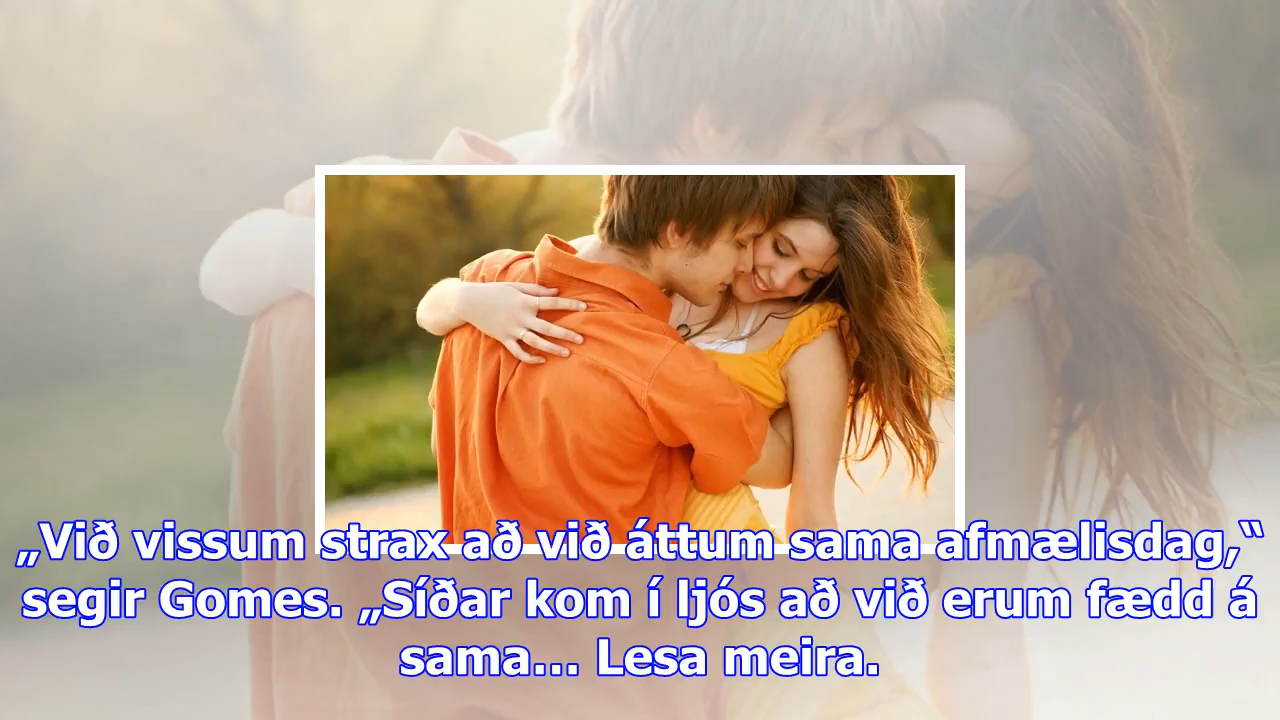 „Við vissum strax að við áttum sama afmælisdag,“
segir Gomes. „Síðar kom í ljós að við erum fædd á
sama... Lesa meira.